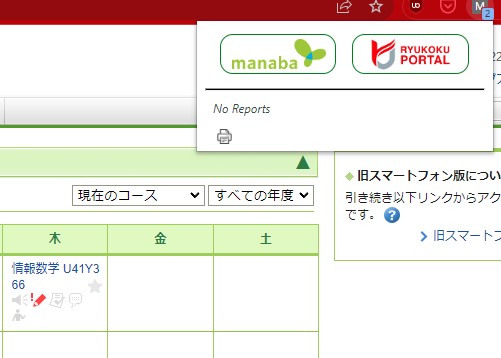 UD
M
2
manaba
RYUKOKU
PORTAL
No Reports
現在のコース
すべての年度
木
金
土
情報数学 U41Y3
66
旧スマートフォン版につい
引き続き以下リンクからアク
です。
旧スマートフ